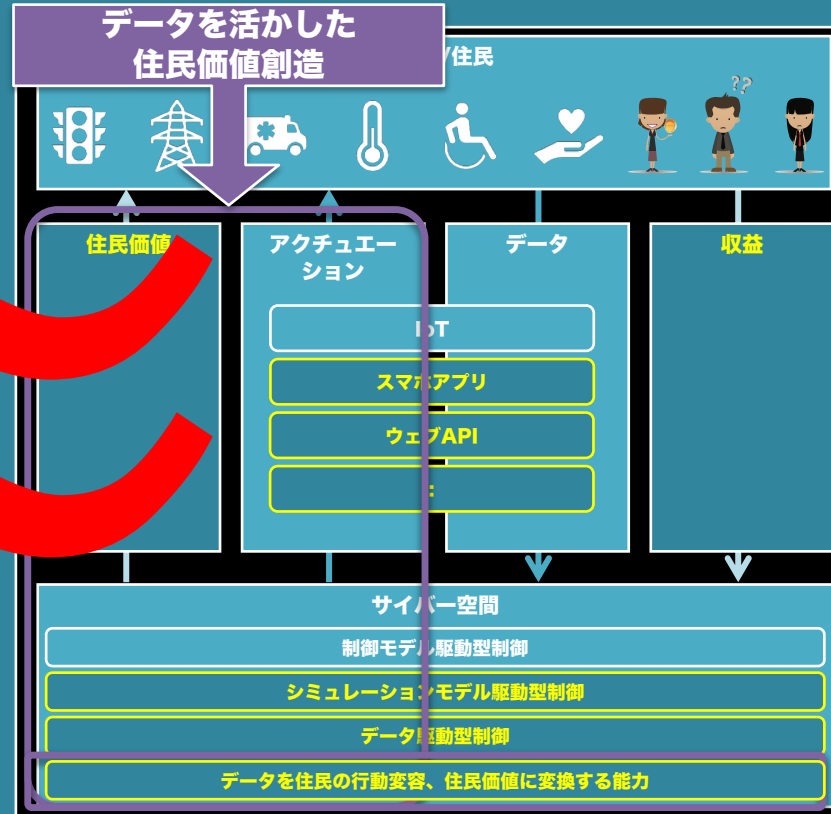 データを活かした
住民価値創造
/住民
??
住民価値
アクチュエー
ション
データ
収益
IoT
スマホアプリ
ウェブAPI
:
サイバー空間
制御モデル駆動型制御
シミュレーションモデル駆動型制御
データ駆動型制御
データを住民の行動変容、住民価値に変換する能力